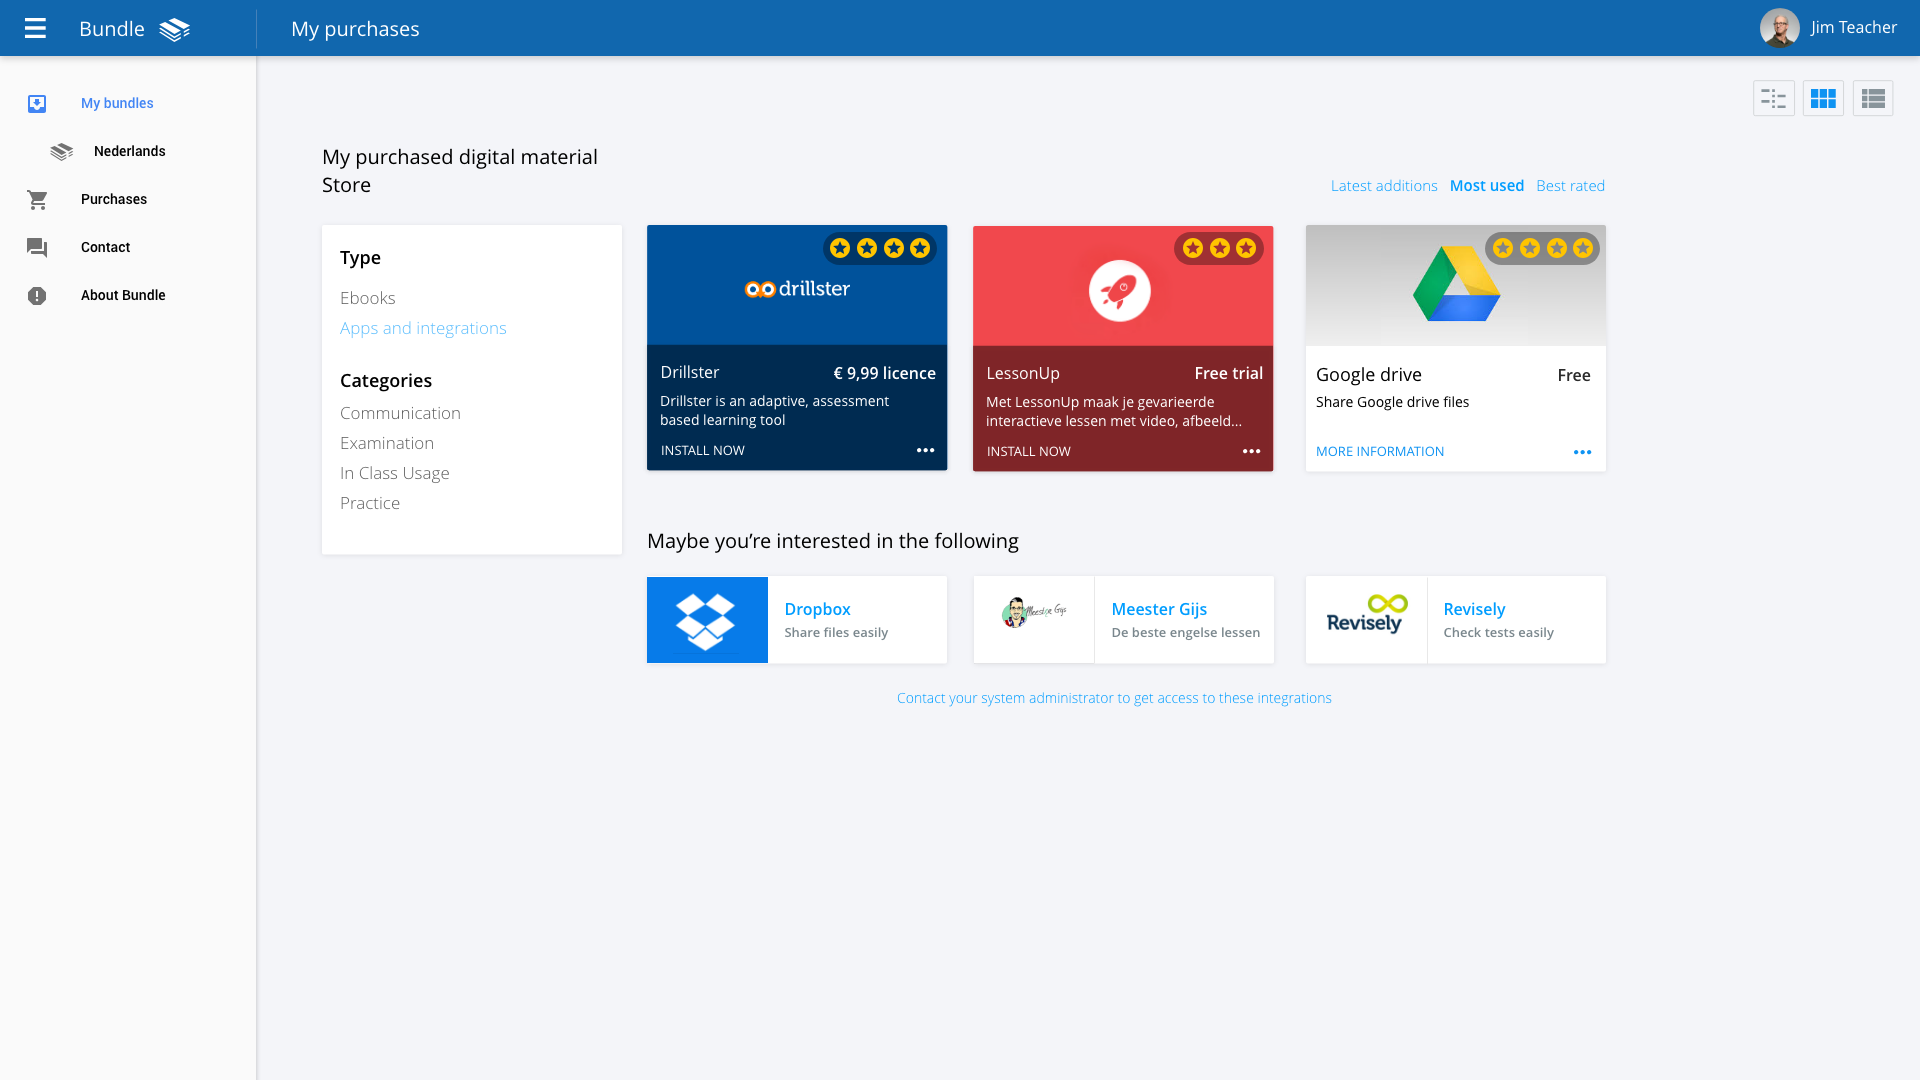 Bundle
My purchases
Jim Teacher
My bundles
Nederlands
Purchases
Contact
About Bundle
My purchased digital material
Store
Latest additions Most used Best rated
Type
Ebooks
Apps and integrations
Categories
Communication
Examination
In Class Usage
Practice
drillster
Drillster
€ 9,99 licence
Drillster is an adaptive, assessment
based learning tool
INSTALL NOW
LessonUp
Free trial
Met LessonUp maak je gevarieerde
interactieve lessen met video, afbeeld...
INSTALL NOW
Google drive
Free
Share Google drive files
MORE INFORMATION
Maybe you’re interested in the following
Dropbox
Share files easily
Meester Gijs
Meester Gijs
De beste engelse lessen
Revisely
Revisely
Check tests easily
Contact your system administrator to get access to these integrations